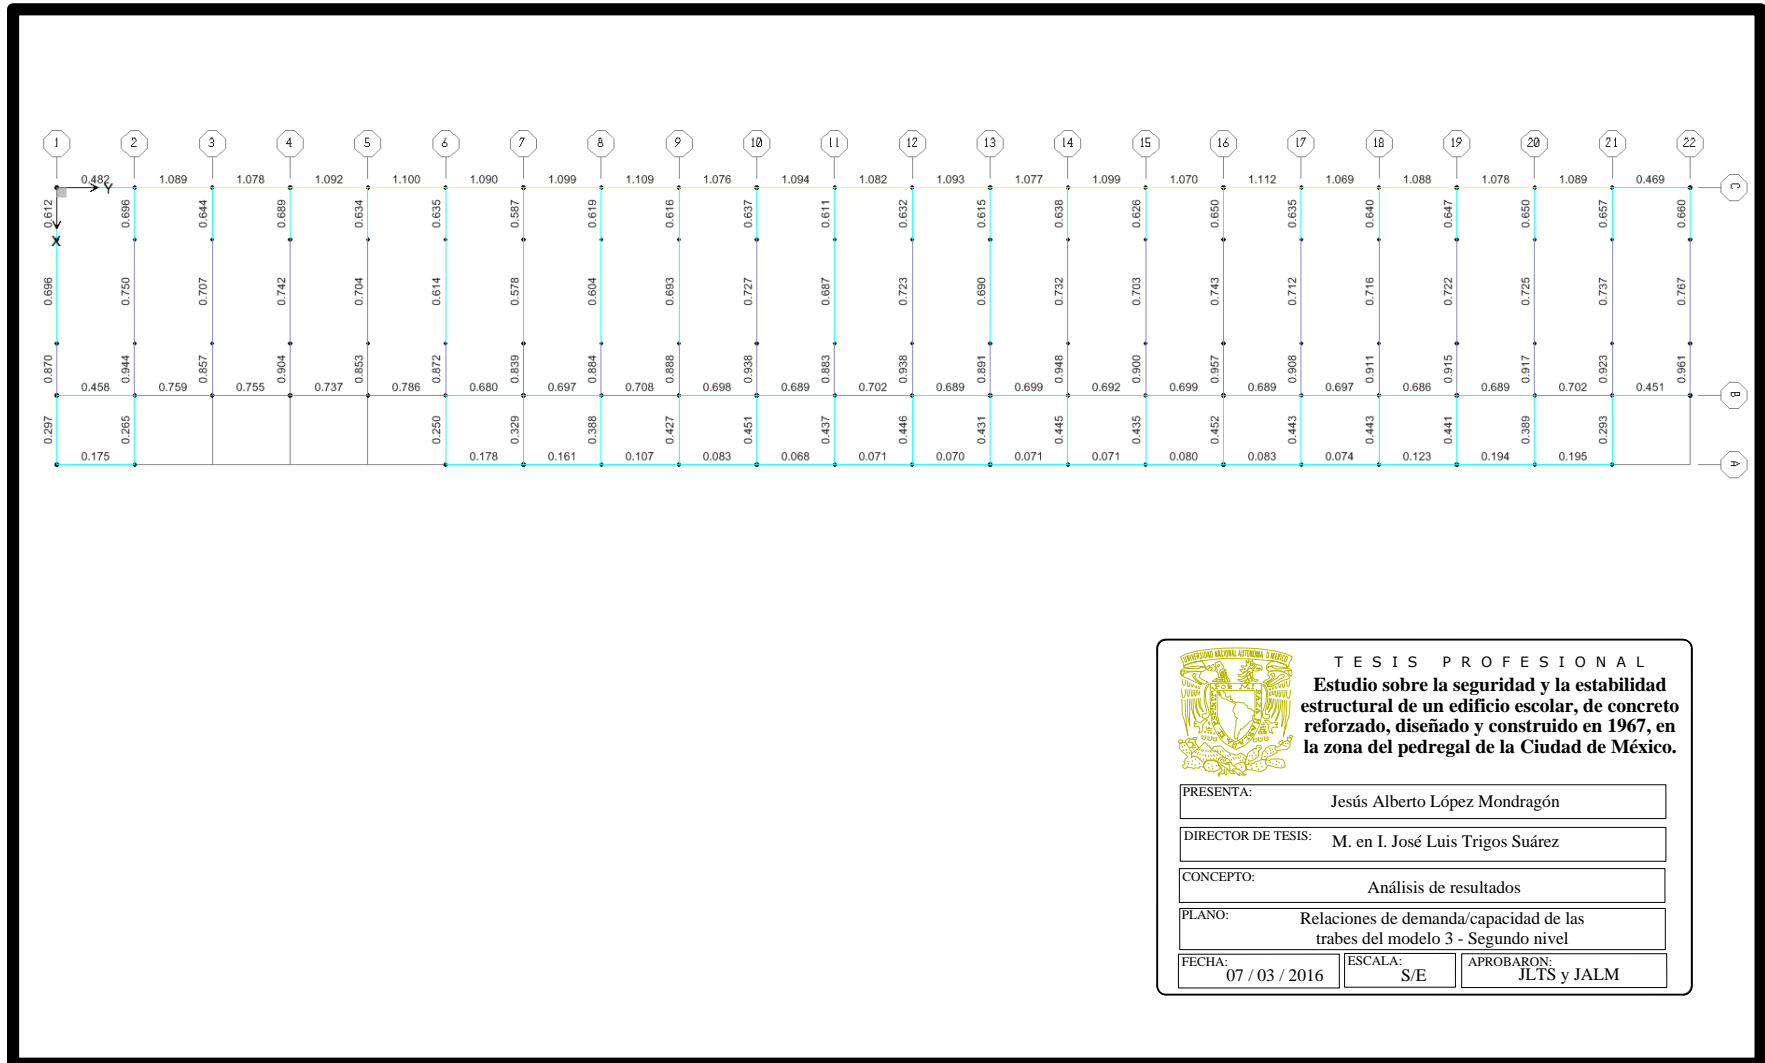 1 2 3 4 5 6 7 8 9 10 11 12 13 14 15 16 17 18 19 20 21 22
0.482 1.089 1.078 1.092 1.100 1.090 1.099 1.109 1.076 1.094 1.082 1.093 1.077 1.099 1.070 1.112 1.069 1.088 1.078 1.089 0.469
Y
C
0.612 0.696 0.644 0.689 0.634 0.635 0.587 0.619 0.616 0.637 0.611 0.632 0.615 0.638 0.626 0.650 0.635 0.640 0.647 0.650 0.657 0.660
X
0.696 0.750 0.707 0.742 0.704 0.614 0.578 0.604 0.693 0.727 0.687 0.723 0.690 0.732 0.703 0.743 0.712 0.716 0.722 0.725 0.737 0.767
0.870 0.944 0.857 0.904 0.853 0.872 0.839 0.884 0.888 0.938 0.883 0.938 0.891 0.948 0.900 0.957 0.908 0.911 0.915 0.917 0.923 0.961
0.458 0.759 0.755 0.737 0.786 0.680 0.697 0.708 0.698 0.689 0.702 0.689 0.699 0.692 0.699 0.689 0.697 0.686 0.689 0.702 0.451
B
0.297 0.265 0.250 0.329 0.388 0.427 0.451 0.437 0.446 0.431 0.445 0.435 0.452 0.443 0.443 0.441 0.389 0.293
0.175 0.178 0.161 0.107 0.083 0.068 0.071 0.070 0.071 0.071 0.080 0.083 0.074 0.123 0.194 0.195
A
TESIS PROFESIONAL
Estudio sobre la seguridad y la estabilidad
estructural de un edificio escolar, de concreto
reforzado, diseñado y construido en 1967, en
la zona del pedregal de la Ciudad de México.
PRESENTA:
Jesús Alberto López Mondragón
DIRECTOR DE TESIS: M. en I. José Luis Trigos Suárez
CONCEPTO:
Análisis de resultados
PLANO: Relaciones de demanda/capacidad de las
trabes del modelo 3 - Segundo nivel
FECHA:
07 / 03 / 2016
ESCALA:
S/E
APROBARON:
JLTS y JALM